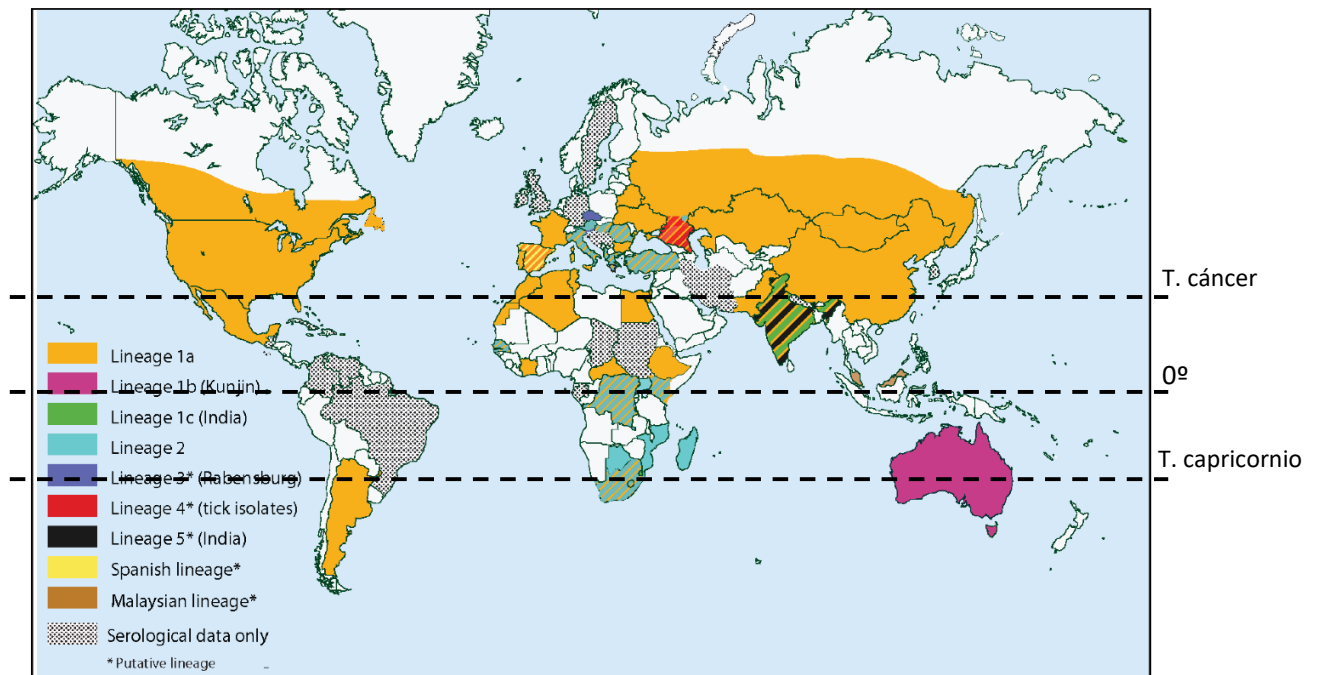 T. cáncer
Lineage 1a
Lineage 1b (Kunjin)
0º
Lineage 1c (India)
Lineage 2
Lineage 3* (Rabensburg)
T. capricornio
Lineage 4* (tick isolates)
Lineage 5* (India)
Spanish lineage*
Malaysian lineage*
Serological data only
* Putative lineage